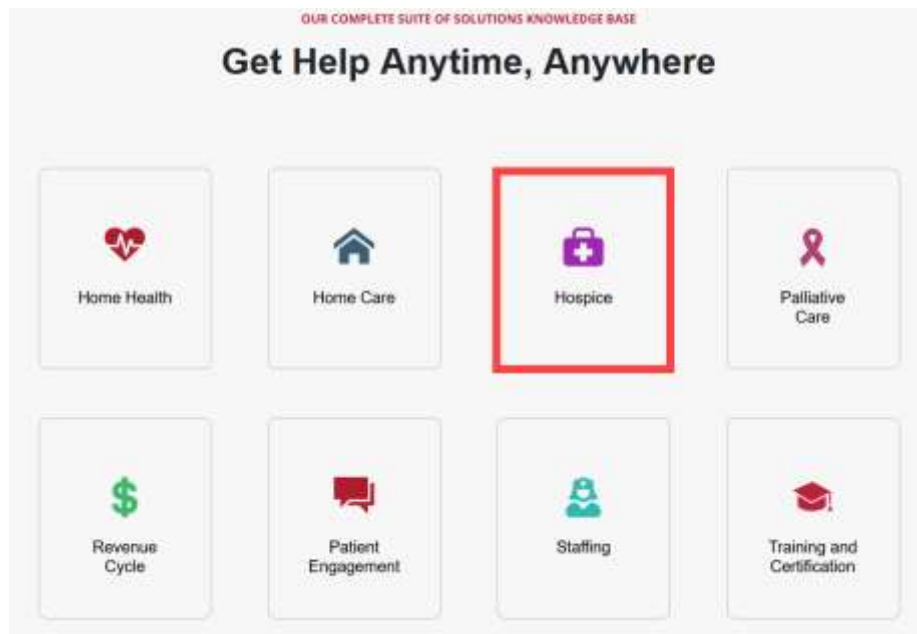 OUR COMPLETE SUITE OF SOLUTIONS KNOWLEDGE BASE
Get Help Anytime, Anywhere
Home Health
Home Care
Hospice
Palliative
Care
Revenue
Cycle
Patient
Engagement
Staffing
Training and
Certification